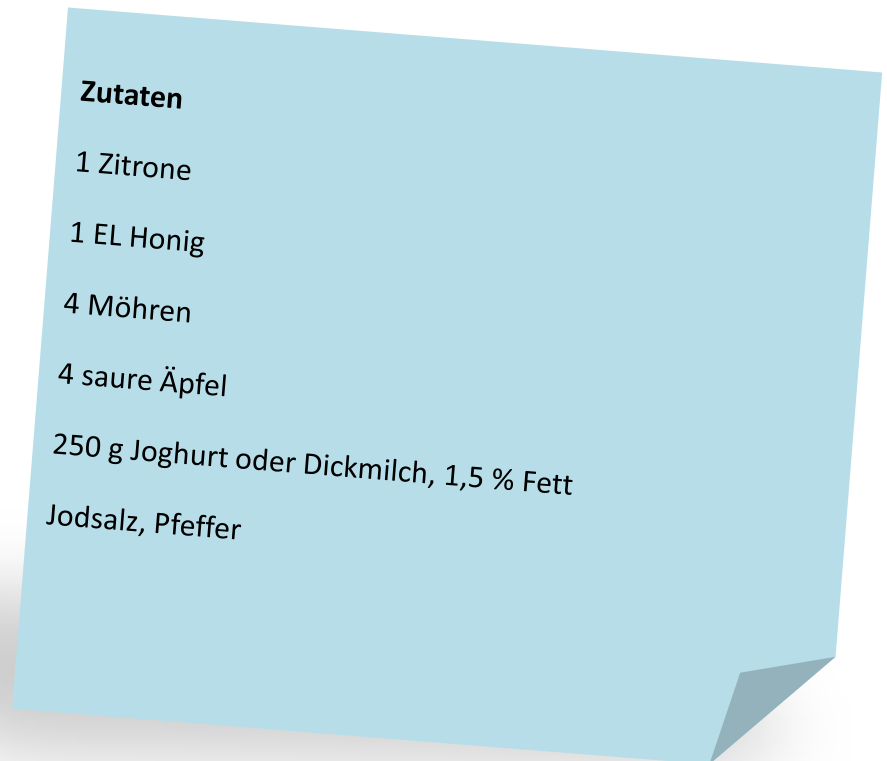 Zutaten
1 Zitrone
1 EL Honig
4 Möhren
4 saure Äpfel
250 g Joghurt oder Dickmilch, 1,5 % Fett
Jodsalz, Pfeffer